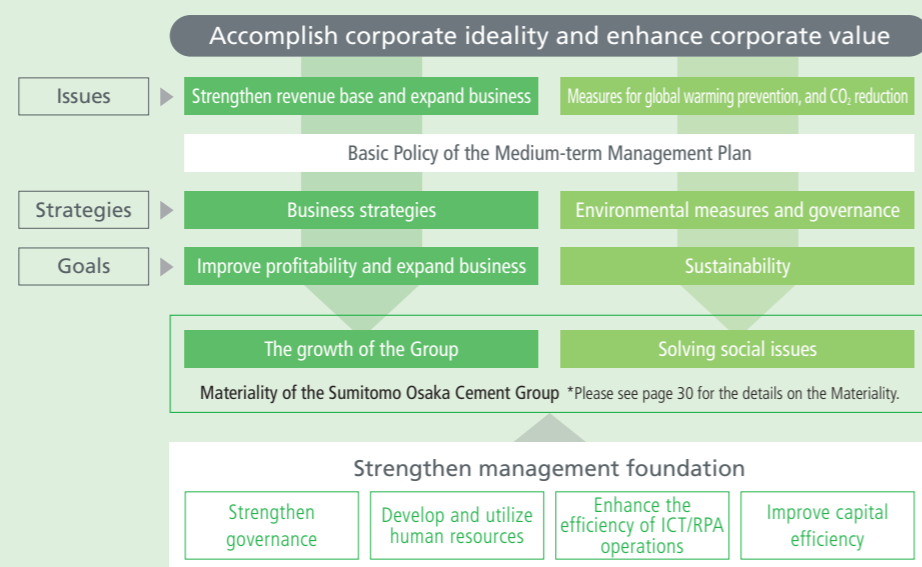 Accomplish corporate ideality and enhance corporate value
Issues
Strengthen revenue base and expand business
Measures for global warming prevention, and CO₂ reduction
Basic Policy of the Medium-term Management Plan
Strategies
Business strategies
Environmental measures and governance
Goals
Improve profitability and expand business
Sustainability
The growth of the Group
Solving social issues
Materiality of the Sumitomo Osaka Cement Group *Please see page 30 for the details on the Materiality.
Strengthen management foundation
Strengthen
governance
Develop and utilize
human resources
Enhance the
efficiency of ICT/RPA
operations
Improve capital
efficiency